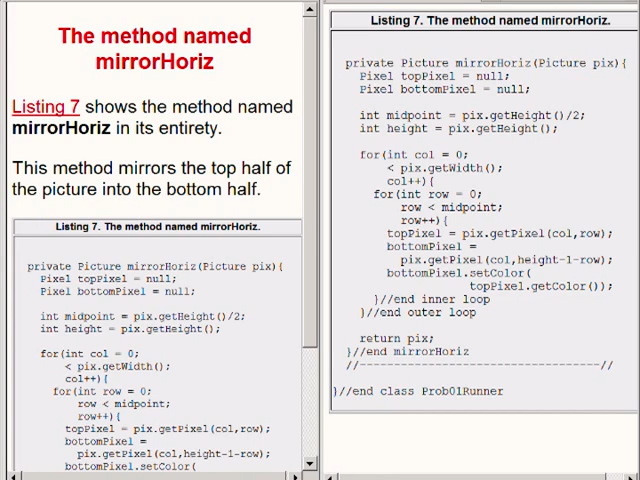 The method named
mirrorHoriz
Listing 7 shows the method named
mirrorHoriz in its entirety.
This method mirrors the top half of
the picture into the bottom half.
Listing 7. The method named mirrorHoriz.
private Picture mirrorHoriz(Picture pix){
Pixel topPixel = null;
Pixel bottomPixel = null;
int midpoint = pix.getHeight()/2;
int height = pix.getHeight();
for(int col = 0;
< pix.getWidth();
col++){
for(int row = 0;
row < midpoint;
row++){
topPixel = pix.getPixel(col,row);
bottomPixel =
pix.getPixel(col,height-1-row);
bottomPixel.setColor(
Listing 7. The method named mirrorHoriz.
private Picture mirrorHoriz(Picture pix){
Pixel topPixel = null;
Pixel bottomPixel = null;
int midpoint = pix.getHeight()/2;
int height = pix.getHeight();
for(int col = 0;
< pix.getWidth();
col++){
for(int row = 0;
row < midpoint;
row++){
topPixel = pix.getPixel(col,row);
bottomPixel =
pix.getPixel(col,height-1-row);
bottomPixel.setColor(
topPixel.getColor());
}//end inner loop
}//end outer loop
return pix;
}//end mirrorHoriz
//----------------------------------//
}//end class Prob01Runner